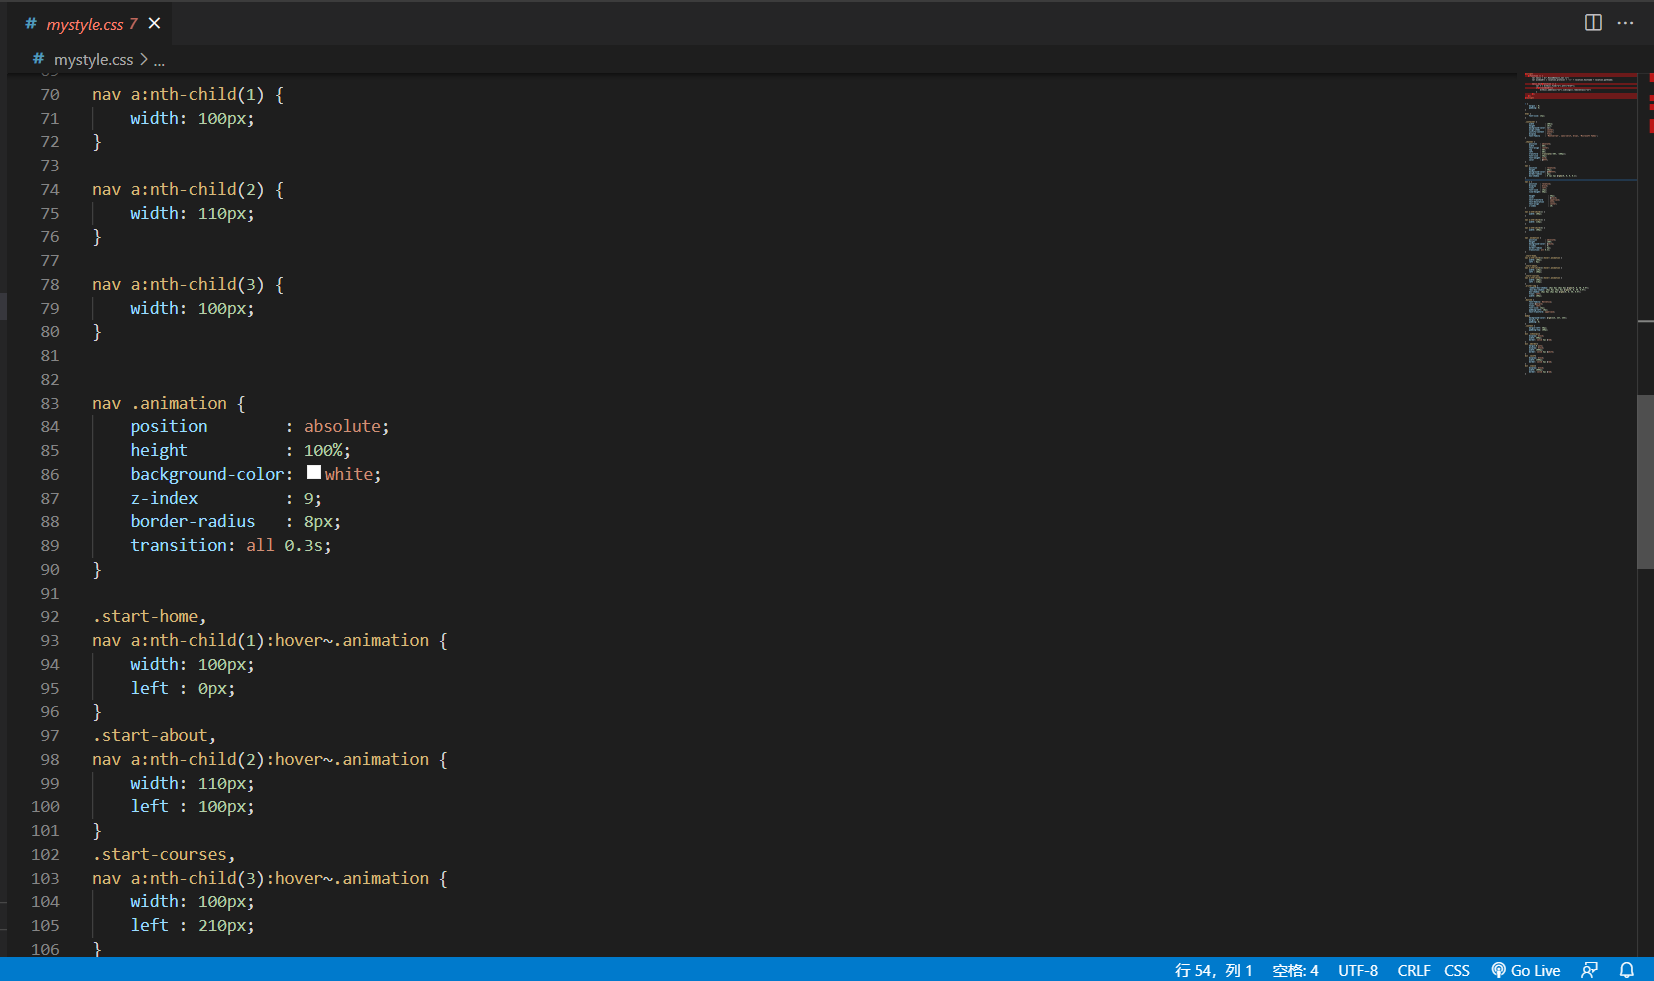 # mystyle.css 7
# mystyle.css > ...
70 nav a:nth-child(1) {
71     width: 100px;
72 }
73
74 nav a:nth-child(2) {
75     width: 110px;
76 }
77
78 nav a:nth-child(3) {
79     width: 100px;
80 }
81
82
83 nav .animation {
84     position        : absolute;
85     height          : 100%;
86     background-color: white;
87     z-index         : 9;
88     border-radius   : 8px;
89     transition: all 0.3s;
90 }
91
92 .start-home,
93 nav a:nth-child(1):hover~.animation {
94     width: 100px;
95     left : 0px;
96 }
97 .start-about,
98 nav a:nth-child(2):hover~.animation {
99     width: 110px;
100     left : 100px;
101 }
102 .start-courses,
103 nav a:nth-child(3):hover~.animation {
104     width: 100px;
105     left : 210px;
106 }
行 54，列 1 空格: 4 UTF-8 CRLF CSS Go Live